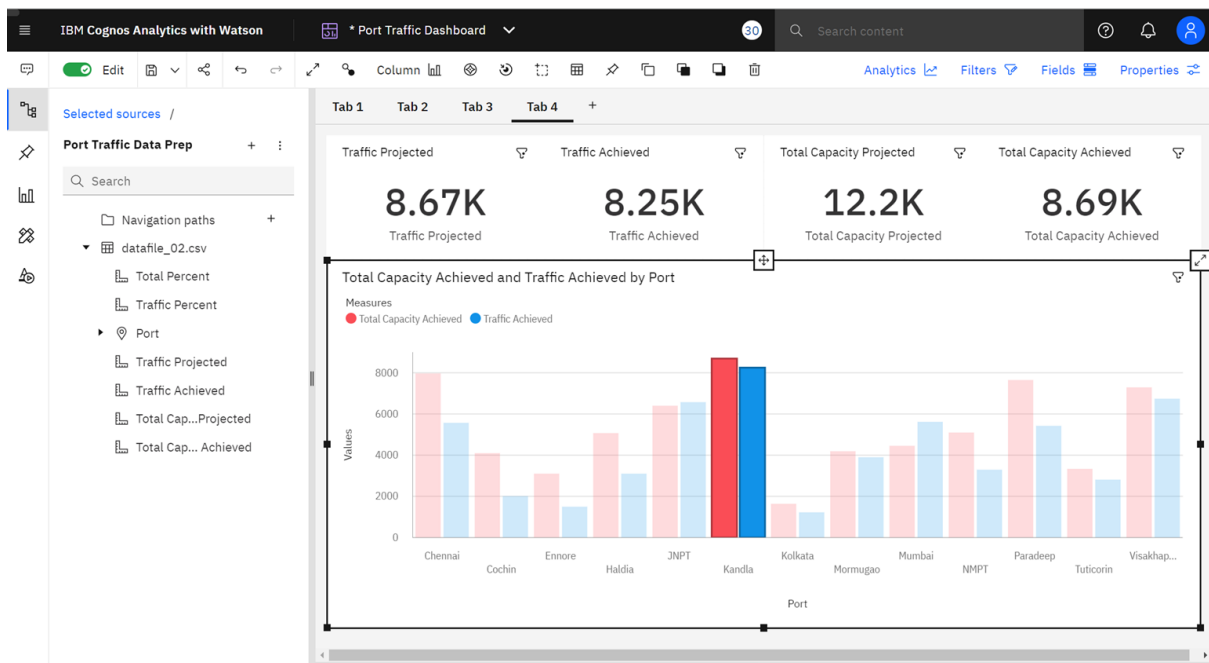 IBM Cognos Analytics with Watson
* Port Traffic Dashboard
30
Search content
Edit
Column
Analytics
Filters
Fields
Properties
Selected sources /
Port Traffic Data Prep
Search
Navigation paths
datafile_02.csv
Total Percent
Traffic Percent
Port
Traffic Projected
Traffic Achieved
Total Cap...Projected
Total Cap... Achieved
Tab 1 Tab 2 Tab 3 Tab 4 +
Traffic Projected
8.67K
Traffic Projected
Traffic Achieved
8.25K
Traffic Achieved
Total Capacity Projected
12.2K
Total Capacity Projected
Total Capacity Achieved
8.69K
Total Capacity Achieved
Total Capacity Achieved and Traffic Achieved by Port
Measures
Total Capacity Achieved Traffic Achieved
Values
8000
6000
4000
2000
0
Chennai
Cochin
Ennore
Haldia
JNPT
Kandla
Kolkata
Mormugao
Mumbai
NMPT
Paradeep
Tuticorin
Visakhap...
Port